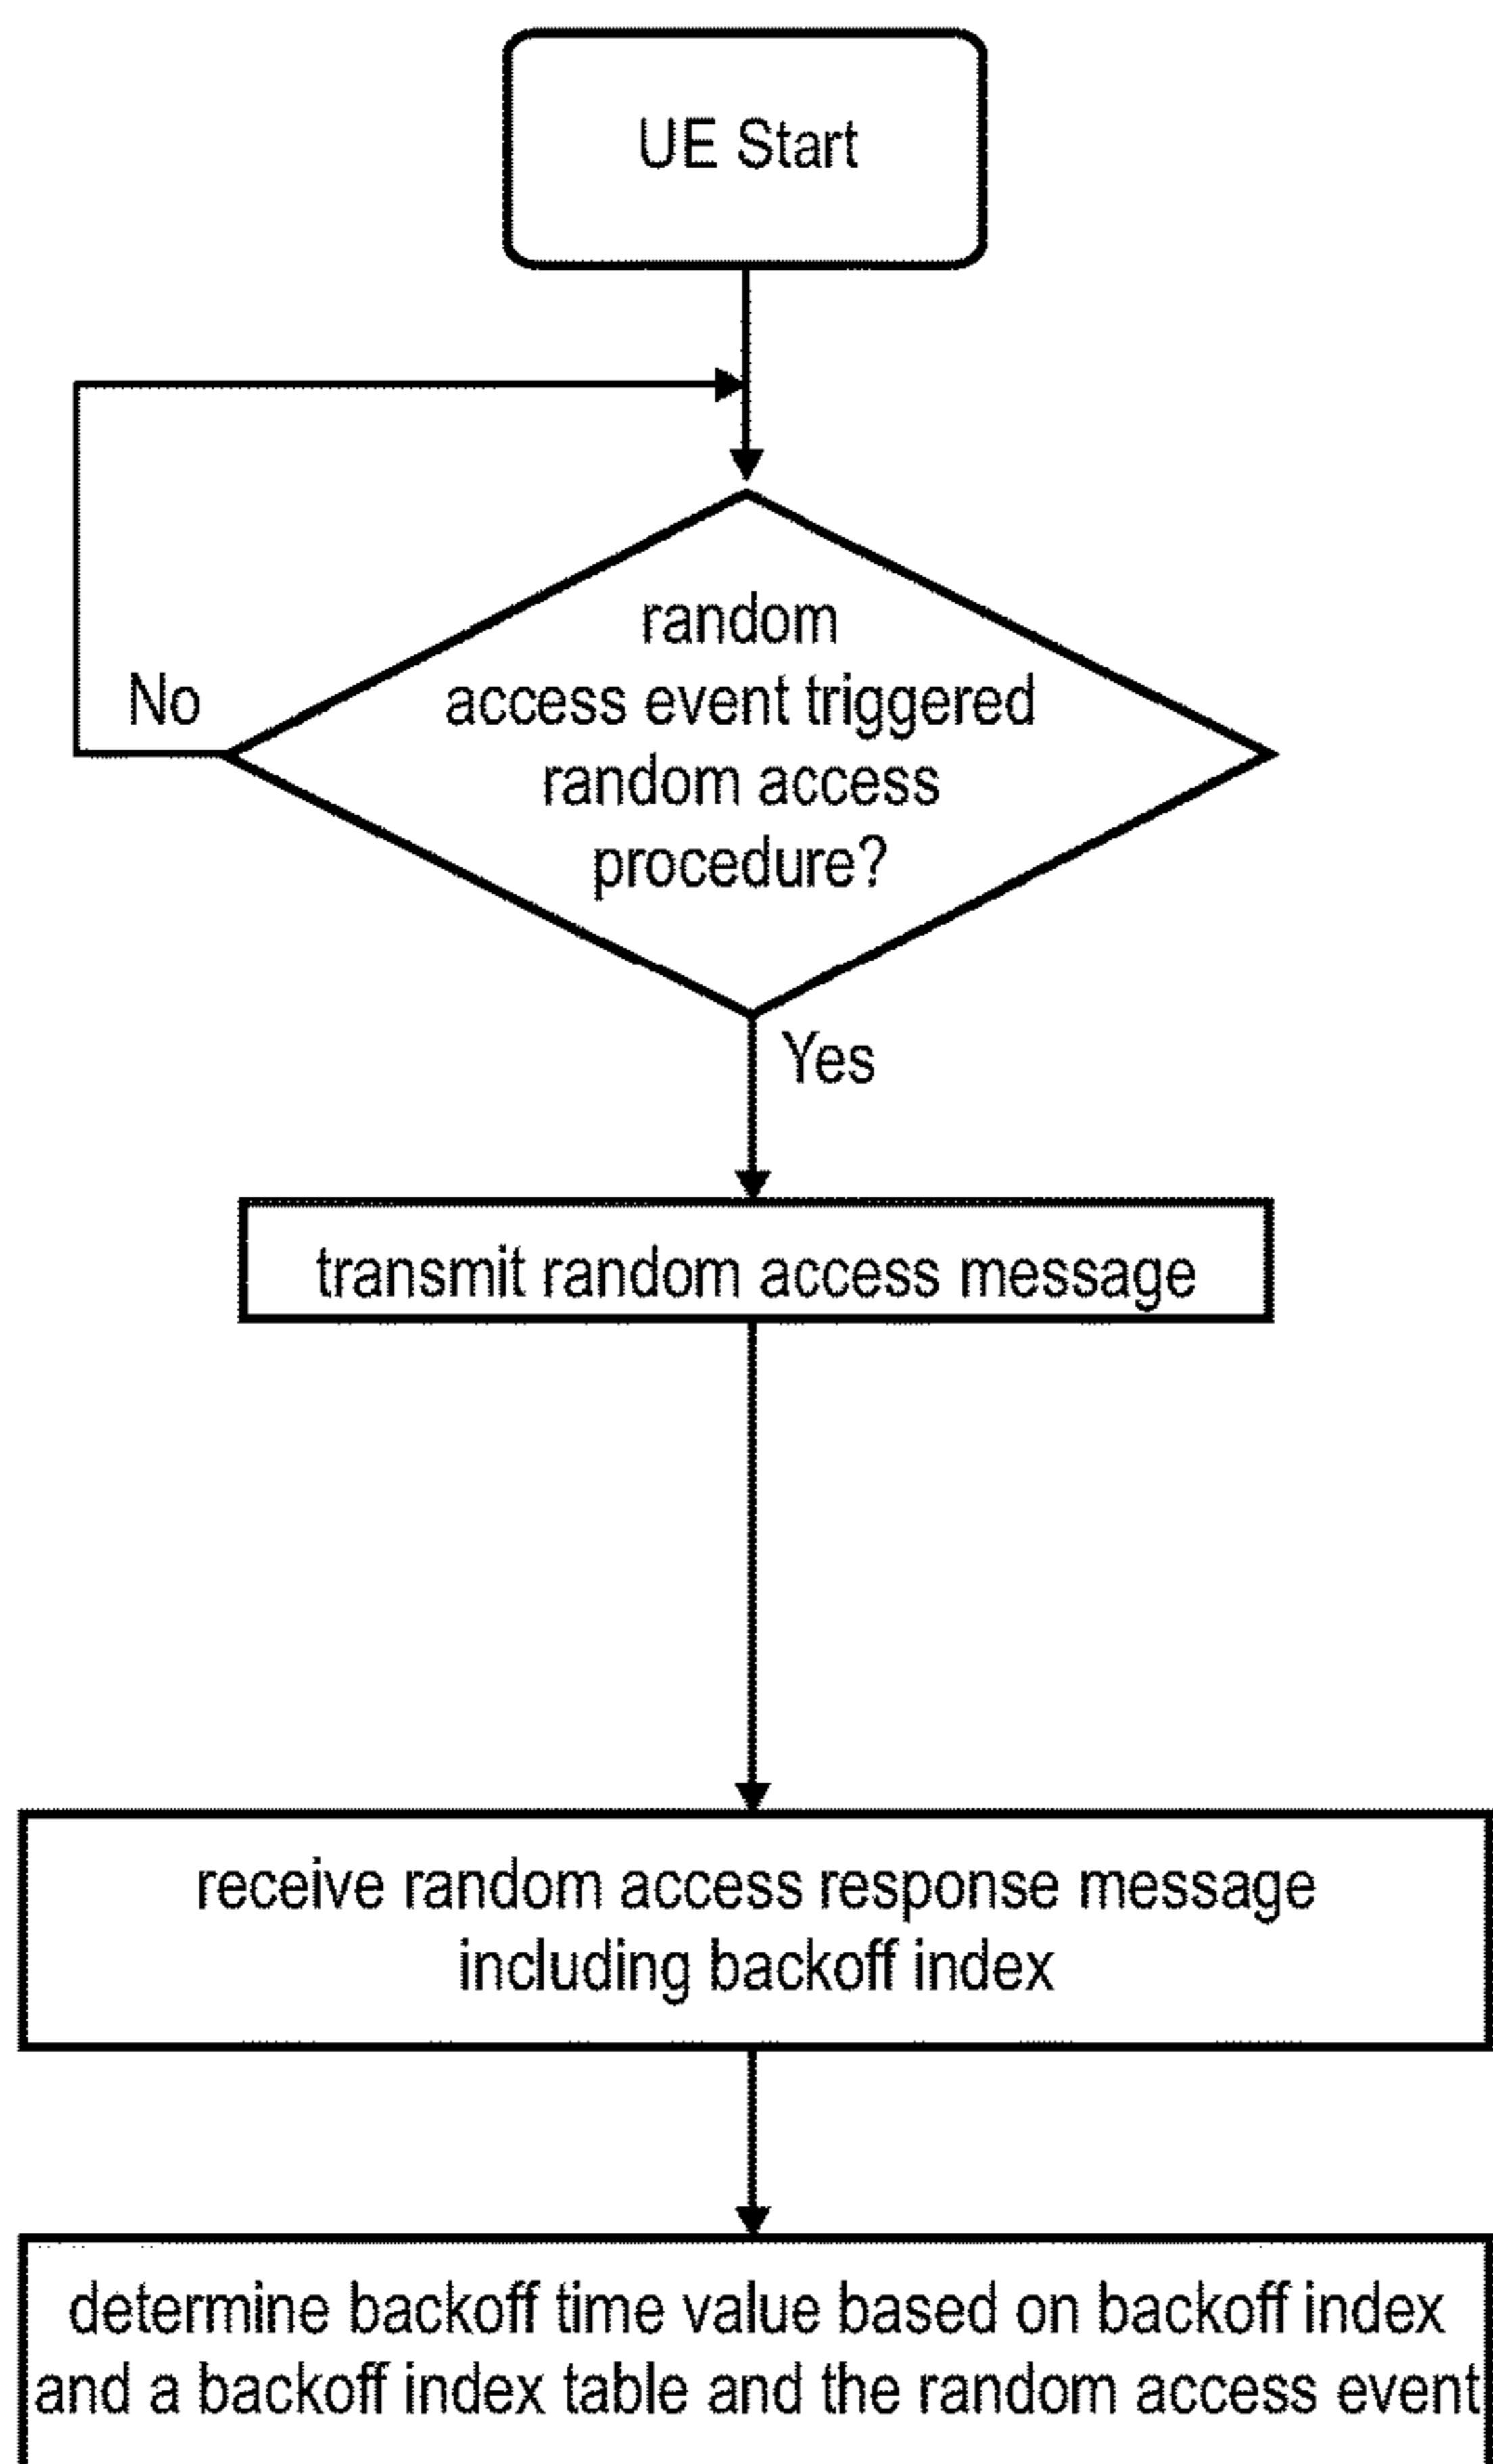 UE Start
random
access event triggered
random access
procedure?
No
Yes
transmit random access message
receive random access response message
including backoff index
determine backoff time value based on backoff index
and a backoff index table and the random access event